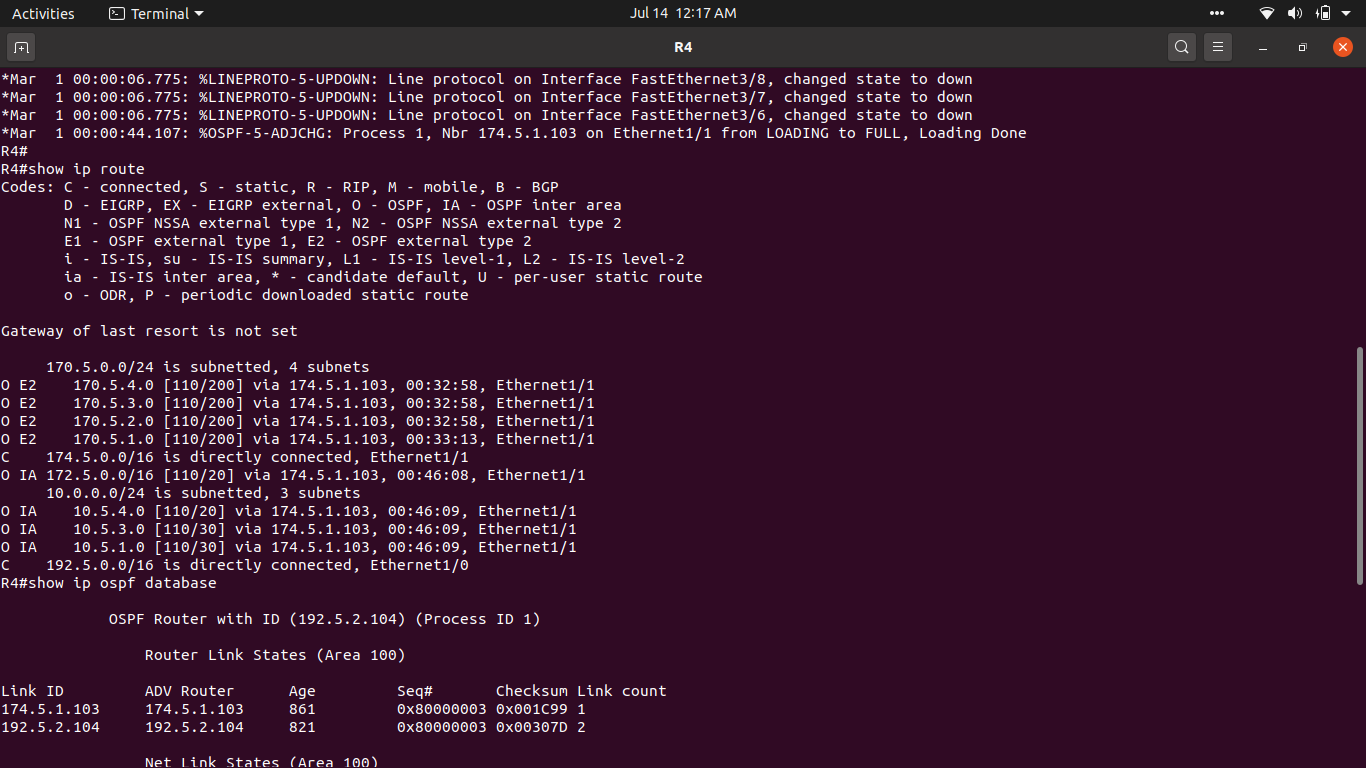 Activities
Terminal
Jul 14 12:17 AM
R4
*Mar  1 00:00:06.775: %LINEPROTO-5-UPDOWN: Line protocol on Interface FastEthernet3/8, changed state to down
*Mar  1 00:00:06.775: %LINEPROTO-5-UPDOWN: Line protocol on Interface FastEthernet3/7, changed state to down
*Mar  1 00:00:06.775: %LINEPROTO-5-UPDOWN: Line protocol on Interface FastEthernet3/6, changed state to down
*Mar  1 00:00:44.107: %OSPF-5-ADJCHG: Process 1, Nbr 174.5.1.103 on Ethernet1/1 from LOADING to FULL, Loading Done
R4#
R4#show ip route
Codes: C - connected, S - static, R - RIP, M - mobile, B - BGP
       D - EIGRP, EX - EIGRP external, O - OSPF, IA - OSPF inter area
       N1 - OSPF NSSA external type 1, N2 - OSPF NSSA external type 2
       E1 - OSPF external type 1, E2 - OSPF external type 2
       i - IS-IS, su - IS-IS summary, L1 - IS-IS level-1, L2 - IS-IS level-2
       ia - IS-IS inter area, * - candidate default, U - per-user static route
       o - ODR, P - periodic downloaded static route
Gateway of last resort is not set
     170.5.0.0/24 is subnetted, 4 subnets
O E2    170.5.4.0 [110/200] via 174.5.1.103, 00:32:58, Ethernet1/1
O E2    170.5.3.0 [110/200] via 174.5.1.103, 00:32:58, Ethernet1/1
O E2    170.5.2.0 [110/200] via 174.5.1.103, 00:32:58, Ethernet1/1
O E2    170.5.1.0 [110/200] via 174.5.1.103, 00:33:13, Ethernet1/1
C    174.5.0.0/16 is directly connected, Ethernet1/1
O IA 172.5.0.0/16 [110/20] via 174.5.1.103, 00:46:08, Ethernet1/1
     10.0.0.0/24 is subnetted, 3 subnets
O IA    10.5.4.0 [110/20] via 174.5.1.103, 00:46:09, Ethernet1/1
O IA    10.5.3.0 [110/30] via 174.5.1.103, 00:46:09, Ethernet1/1
O IA    10.5.1.0 [110/30] via 174.5.1.103, 00:46:09, Ethernet1/1
C    192.5.0.0/16 is directly connected, Ethernet1/0
R4#show ip ospf database
            OSPF Router with ID (192.5.2.104) (Process ID 1)
                Router Link States (Area 100)
Link ID         ADV Router      Age         Seq#       Checksum Link count
174.5.1.103     174.5.1.103     861         0x80000003 0x001C99 1
192.5.2.104     192.5.2.104     821         0x80000003 0x00307D 2
                Net Link States (Area 100)